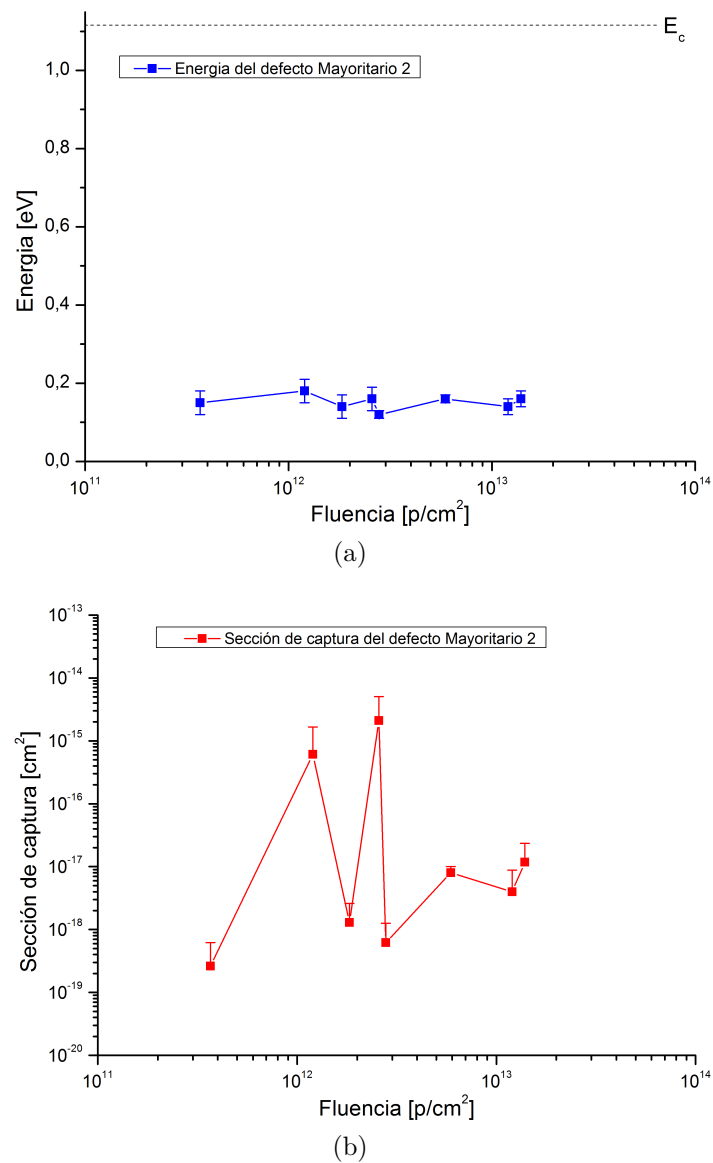 E_c
Energia del defecto Mayoritario 2
1,0
0,8
0,6
0,4
0,2
0,0
Energia [eV]
10^11
10^12
10^13
10^14
Fluencia [p/cm^2]
(a)
10^-13
Sección de captura del defecto Mayoritario 2
10^-14
10^-15
10^-16
10^-17
10^-18
10^-19
10^-20
Sección de captura [cm^2]
10^11
10^12
10^13
10^14
Fluencia [p/cm^2]
(b)